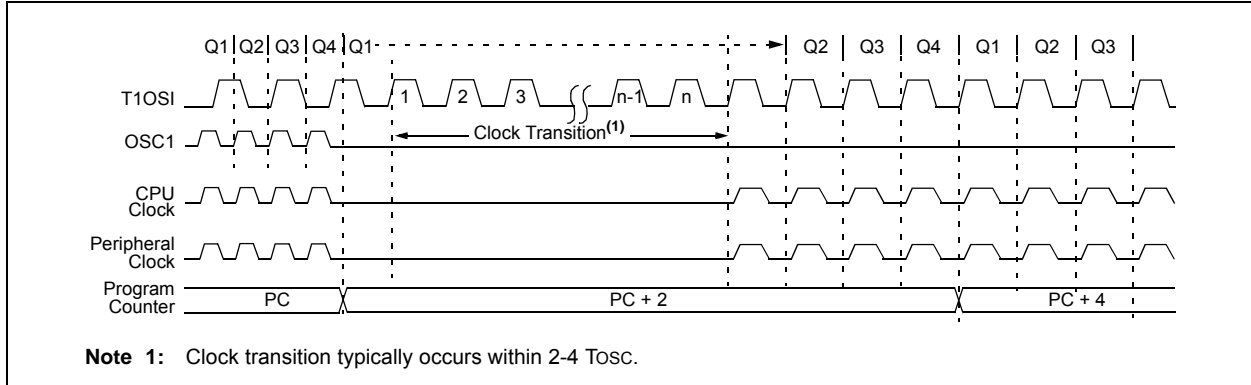 Q1 Q2 Q3 Q4 Q1 Q2 Q3 Q4 Q1 Q2 Q3
T1OSI 1 2 3 n-1 n
Clock Transition(1)
OSC1
CPU
Clock
Peripheral
Clock
Program
Counter
PC PC + 2 PC + 4
Note 1: Clock transition typically occurs within 2-4 TOSC.